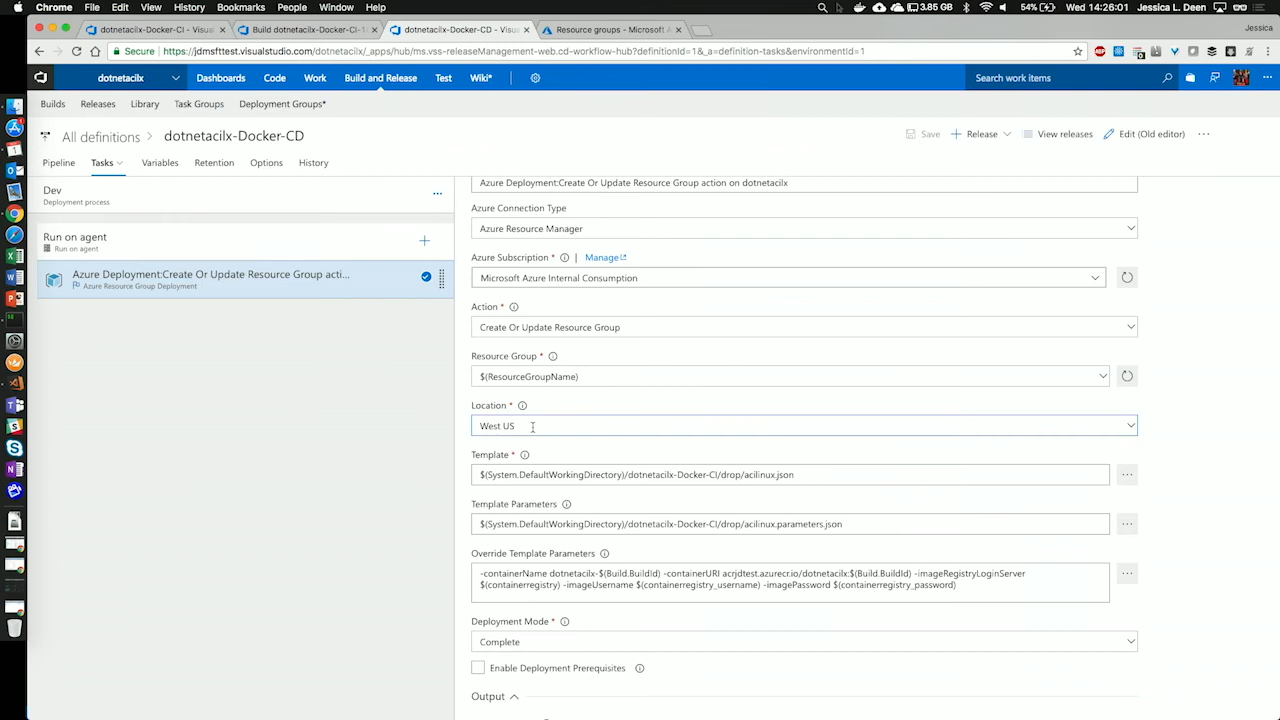 Chrome File Edit View History Bookmarks People Window Help
3.85 GB 54% Wed 14:26:01 Jessica L. Deen
dotnetacilx-Docker-CI - Visual
Build dotnetacilx-Docker-CI-1
dotnetacilx-Docker-CD - Visual
Resource groups - Microsoft A
Jessica
Secure https://jdmsfttest.visualstudio.com/dotnetacilx/_apps/hub/ms.vss-releaseManagement-web.cd-workflow-hub?definitionId=1&_a=definition-tasks&environmentId=1
dotnetacilx Dashboards Code Work Build and Release Test Wiki* Search work items
Builds Releases Library Task Groups Deployment Groups*
All definitions > dotnetacilx-Docker-CD Save + Release View releases Edit (Old editor) ...
Pipeline Tasks Variables Retention Options History
Dev
Deployment process
...
Run on agent
Run on agent
+
Azure Deployment:Create Or Update Resource Group acti...
Azure Resource Group Deployment
Azure Deployment:Create Or Update Resource Group action on dotnetacilx
Azure Connection Type
Azure Resource Manager
Azure Subscription * | Manage
Microsoft Azure Internal Consumption
Action *
Create Or Update Resource Group
Resource Group *
$(ResourceGroupName)
Location *
West US
Template *
$(System.DefaultWorkingDirectory)/dotnetacilx-Docker-CI/drop/acilinux.json
...
Template Parameters
$(System.DefaultWorkingDirectory)/dotnetacilx-Docker-CI/drop/acilinux.parameters.json
...
Override Template Parameters
-containerName dotnetacilx-$(Build.BuildId) -containerURI acrjdtest.azurecr.io/dotnetacilx:$(Build.BuildId) -imageRegistryLoginServer
$(containerregistry) -imageUsername $(containerregistry_username) -imagePassword $(containerregistry_password)
...
Deployment Mode *
Complete
Enable Deployment Prerequisites
Output